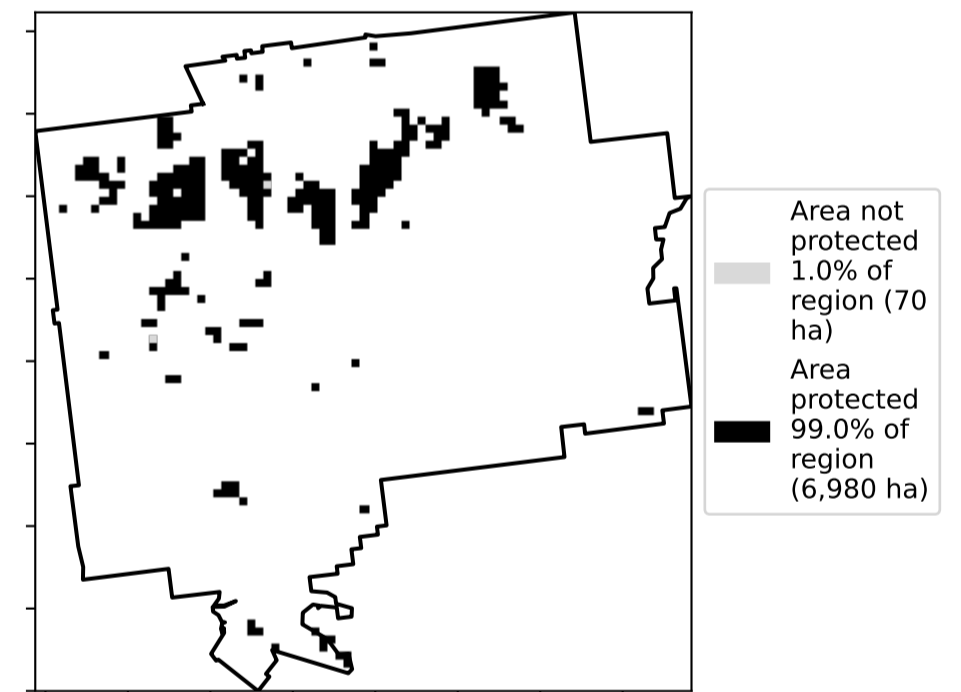 Area not
protected
1.0% of
region (70
ha)
Area
protected
99.0% of
region
(6,980 ha)